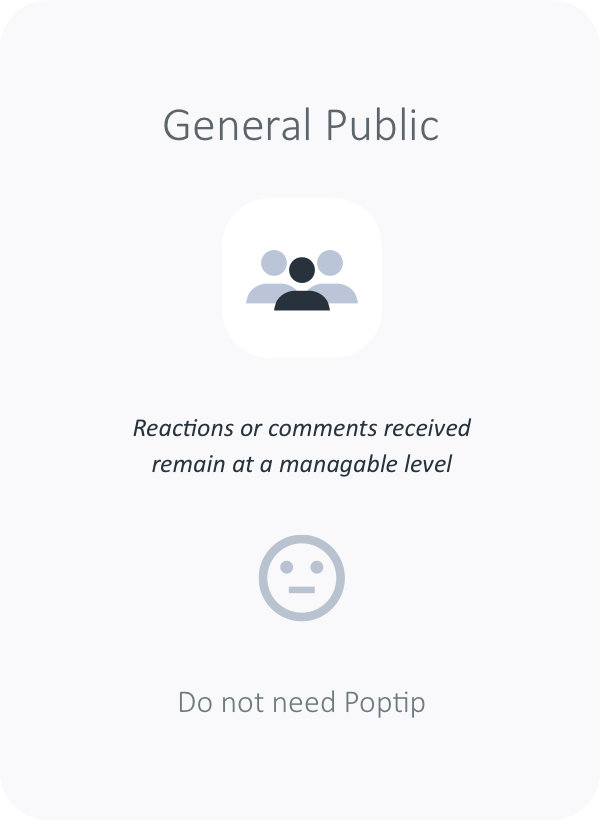 General Public
Reactions or comments received
remain at a managable level
Do not need Poptip